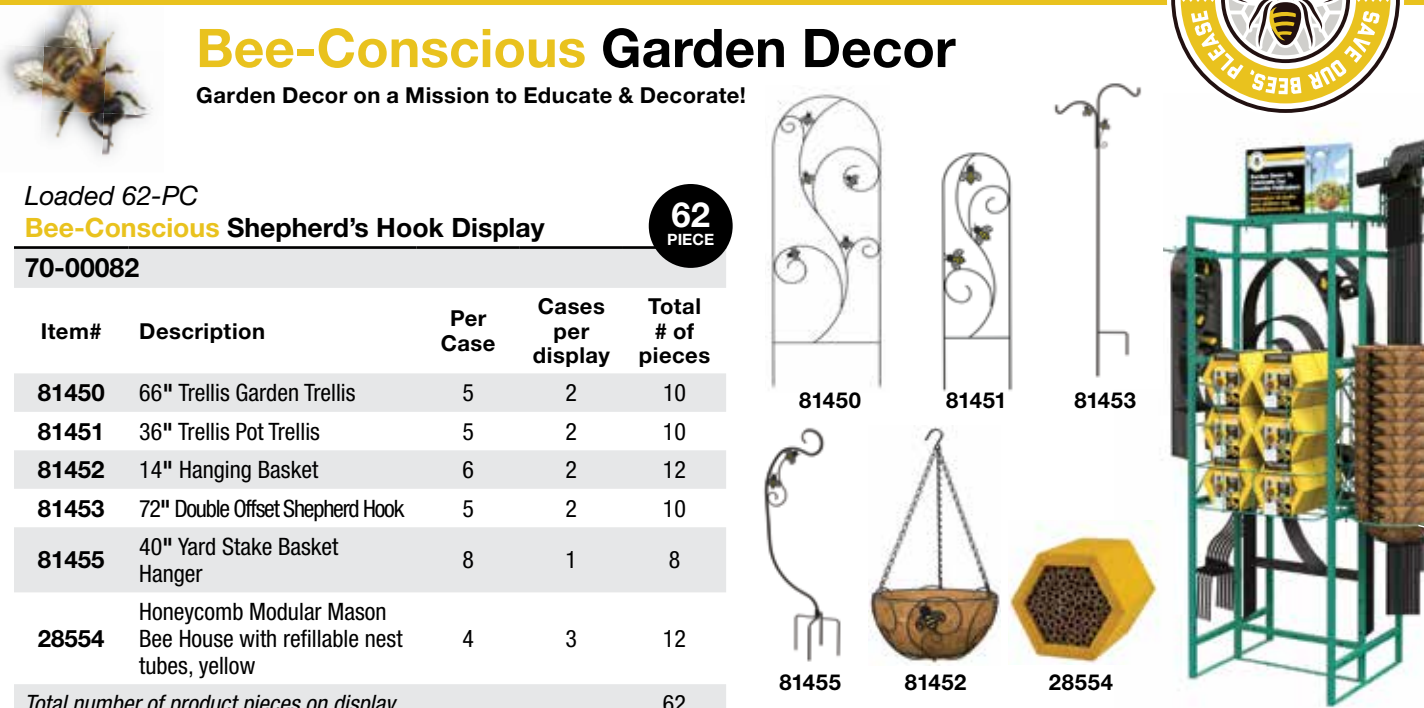 SAVE OUR BEES, PLEASE
Bee-Conscious Garden Decor
Garden Decor on a Mission to Educate & Decorate!
Loaded 62-PC
Bee-Conscious Shepherd's Hook Display
62
PIECE
70-00082
Item# Description Per Case Cases per display Total # of pieces
81450 66" Trellis Garden Trellis 5 2 10
81451 36" Trellis Pot Trellis 5 2 10
81452 14" Hanging Basket 6 2 12
81453 72" Double Offset Shepherd Hook 5 2 10
81455 40" Yard Stake Basket
Hanger 8 1 8
28554 Honeycomb Modular Mason
Bee House with refillable nest
tubes, yellow 4 3 12
Total number of product pieces on display 62
81450 81451 81453
81455 81452 28554